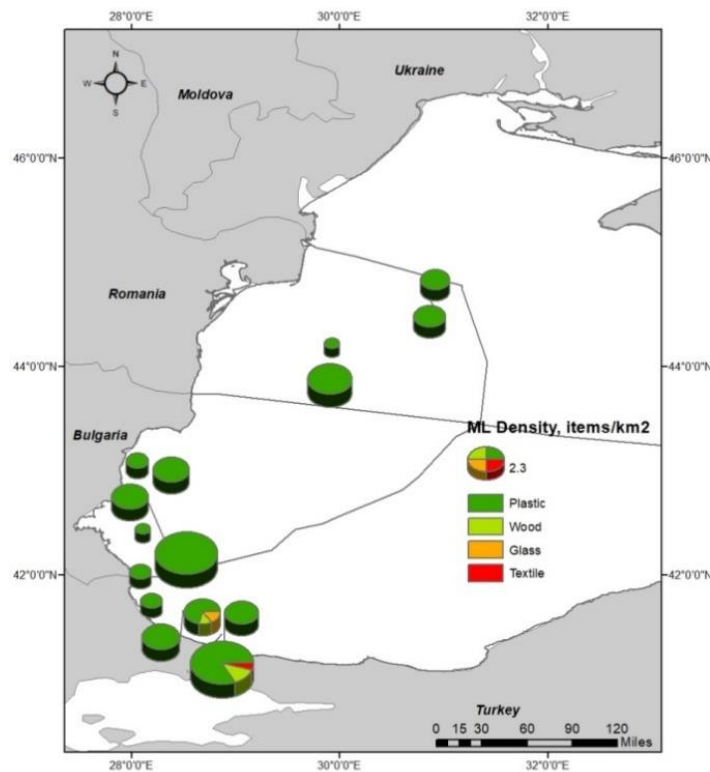 28°0'0"E 30°0'0"E 32°0'0"E
N
W E
S
Ukraine
Moldova
46°0'0"N 46°0'0"N
Romania
44°0'0"N 44°0'0"N
ML Density, items/km2
Bulgaria
2.3
Plastic
Wood
Glass
Textile
42°0'0"N 42°0'0"N
Turkey
0 15 30 60 90 120
Miles
28°0'0"E 30°0'0"E 32°0'0"E